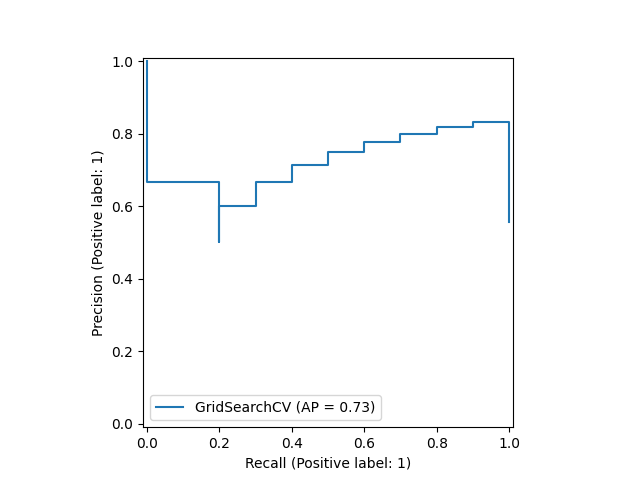 1.0
0.8
0.6
0.4
0.2
0.0
Precision (Positive label: 1)
GridSearchCV (AP = 0.73)
0.0 0.2 0.4 0.6 0.8 1.0
Recall (Positive label: 1)